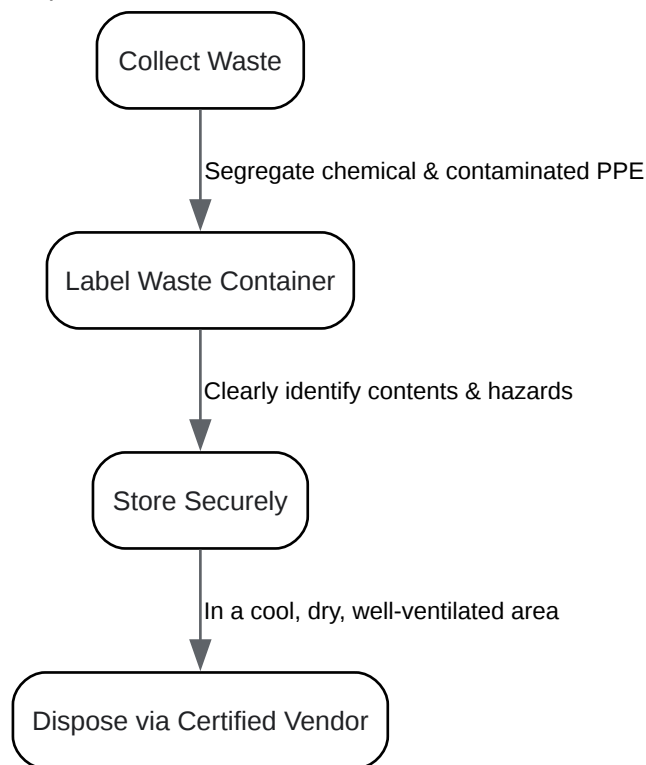 Collect Waste
Segregate chemical & contaminated PPE
Label Waste Container
Clearly identify contents & hazards
Store Securely
In a cool, dry, well-ventilated area
Dispose via Certified Vendor